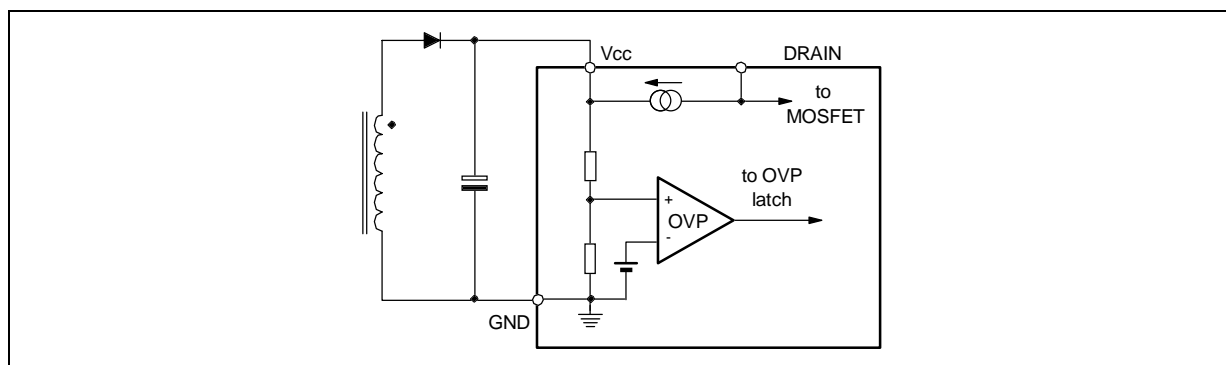 Vcc
DRAIN
to
MOSFET
to OVP
latch
+
OVP
-
GND